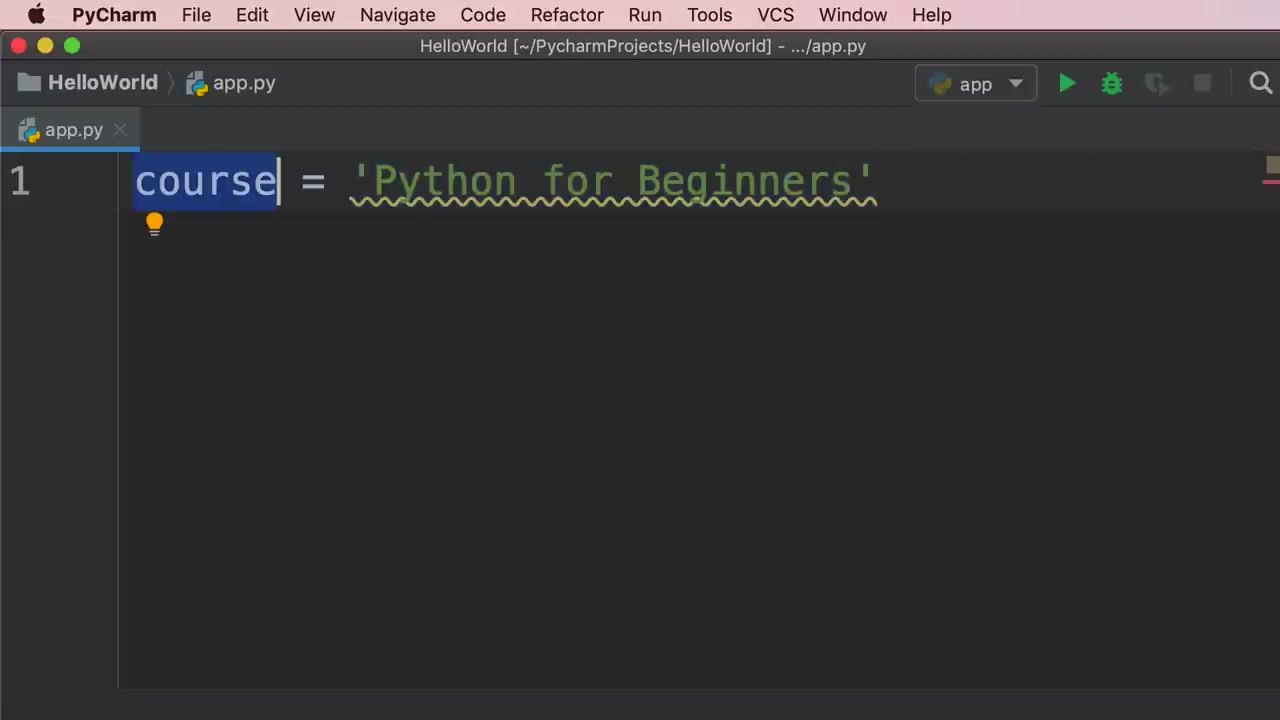 PyCharm File Edit View Navigate Code Refactor Run Tools VCS Window Help
HelloWorld [~/PycharmProjects/HelloWorld] - .../app.py
HelloWorld app.py app
app.py
1 course = 'Python for Beginners'